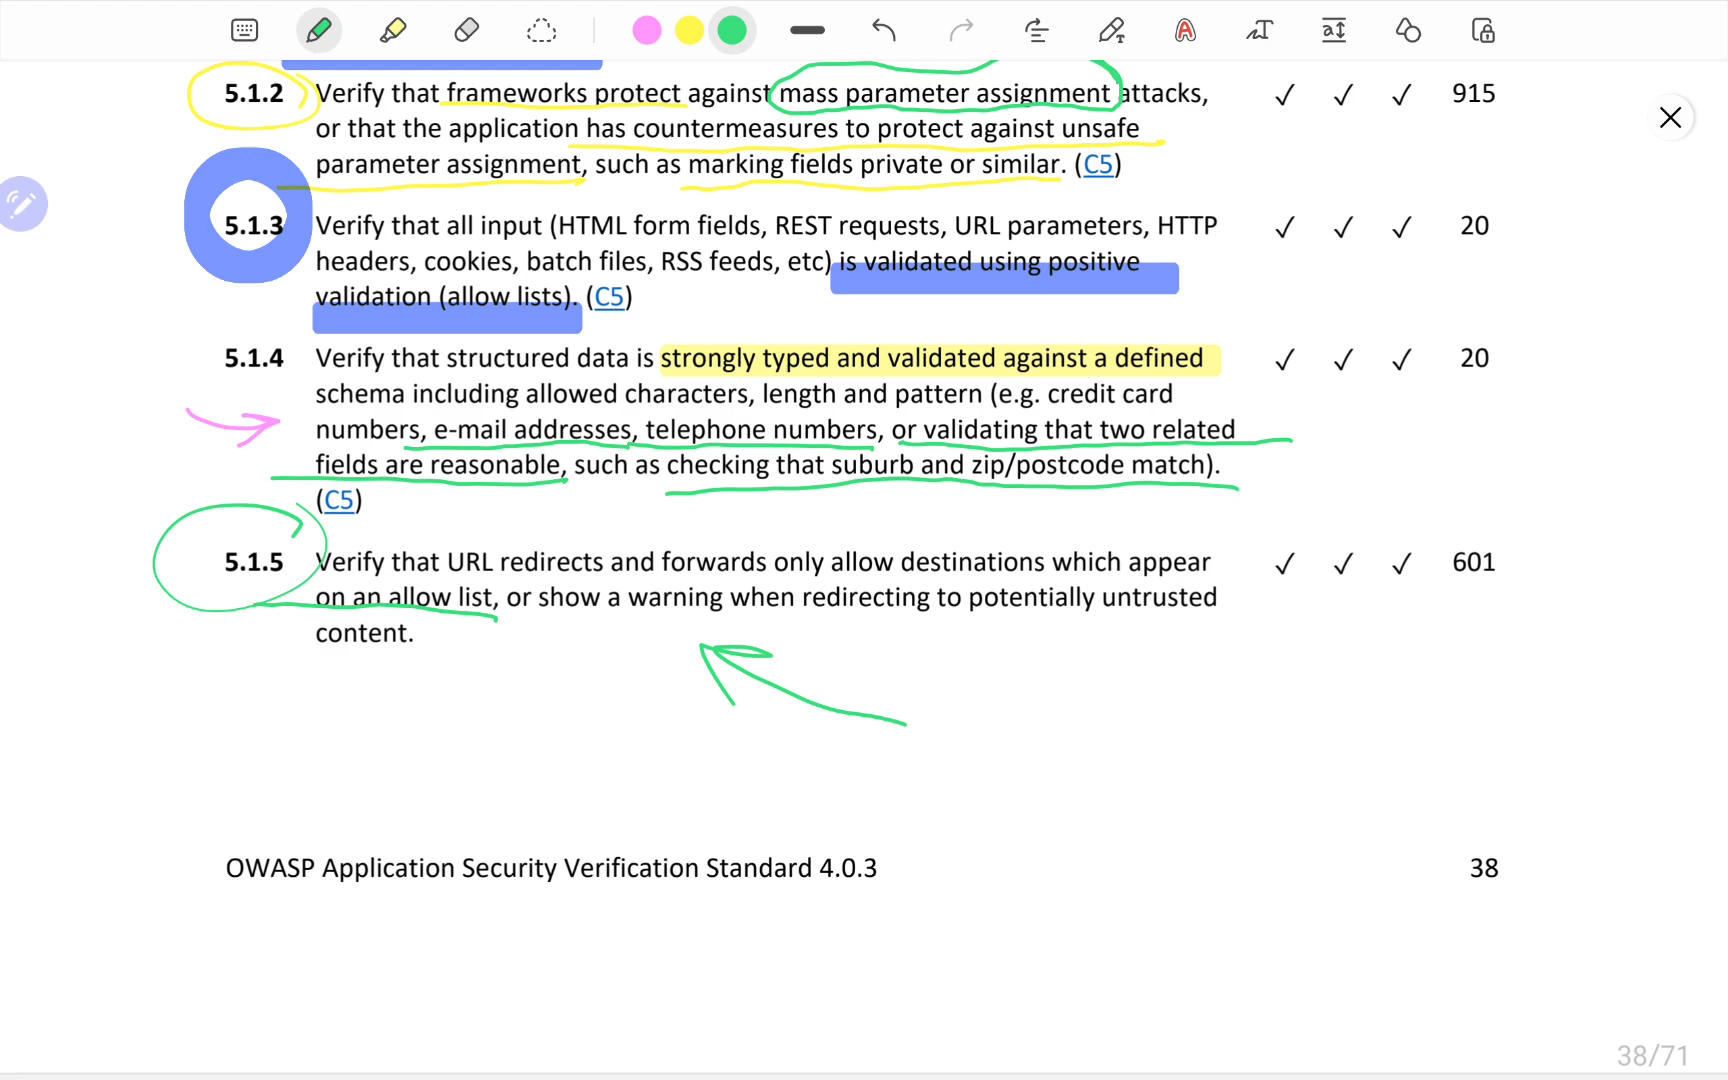 5.1.2 Verify that frameworks protect against mass parameter assignment attacks, ✓ ✓ ✓ 915
or that the application has countermeasures to protect against unsafe
parameter assignment, such as marking fields private or similar. (C5)
5.1.3 Verify that all input (HTML form fields, REST requests, URL parameters, HTTP ✓ ✓ ✓ 20
headers, cookies, batch files, RSS feeds, etc) is validated using positive
validation (allow lists). (C5)
5.1.4 Verify that structured data is strongly typed and validated against a defined ✓ ✓ ✓ 20
schema including allowed characters, length and pattern (e.g. credit card
numbers, e-mail addresses, telephone numbers, or validating that two related
fields are reasonable, such as checking that suburb and zip/postcode match).
(C5)
5.1.5 Verify that URL redirects and forwards only allow destinations which appear ✓ ✓ ✓ 601
on an allow list, or show a warning when redirecting to potentially untrusted
content.
OWASP Application Security Verification Standard 4.0.3 38
38/71